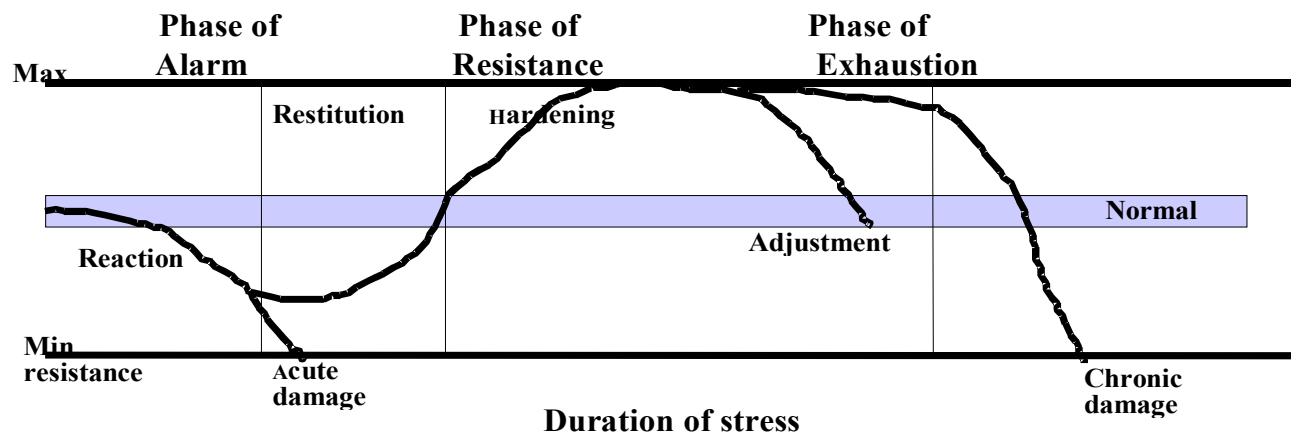 Phase of
Alarm
Phase of
Resistance
Phase of
Exhaustion
Max
Restitution
Hardening
Normal
Reaction
Adjustment
Min
resistance
Acute
damage
Chronic
damage
Duration of stress